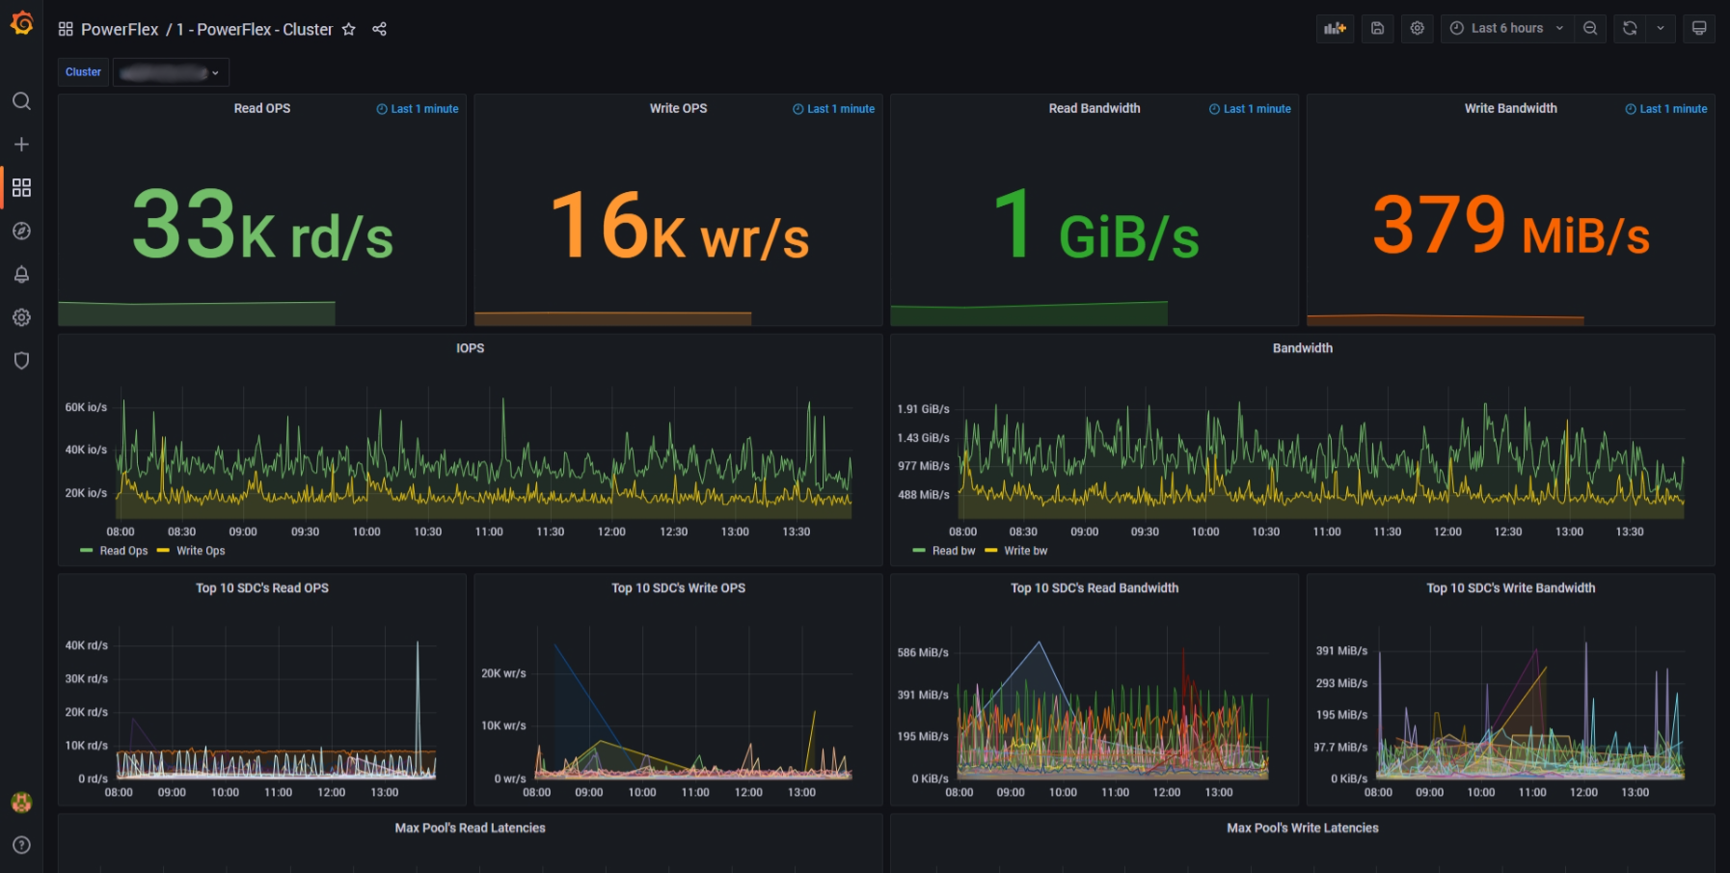 PowerFlex / 1 - PowerFlex - Cluster
Last 6 hours
Cluster
Read OPS
Last 1 minute
33K rd/s
Write OPS
Last 1 minute
16K wr/s
Read Bandwidth
Last 1 minute
1 GiB/s
Write Bandwidth
Last 1 minute
379 MiB/s
IOPS
60K io/s
40K io/s
20K io/s
08:00 08:30 09:00 09:30 10:00 10:30 11:00 11:30 12:00 12:30 13:00 13:30
Read Ops Write Ops
Bandwidth
1.91 GiB/s
1.43 GiB/s
977 MiB/s
488 MiB/s
08:00 08:30 09:00 09:30 10:00 10:30 11:00 11:30 12:00 12:30 13:00 13:30
Read bw Write bw
Top 10 SDC's Read OPS
40K rd/s
30K rd/s
20K rd/s
10K rd/s
0 rd/s
08:00 09:00 10:00 11:00 12:00 13:00
Top 10 SDC's Write OPS
20K wr/s
10K wr/s
0 wr/s
08:00 09:00 10:00 11:00 12:00 13:00
Top 10 SDC's Read Bandwidth
586 MiB/s
391 MiB/s
195 MiB/s
0 KiB/s
08:00 09:00 10:00 11:00 12:00 13:00
Top 10 SDC's Write Bandwidth
391 MiB/s
293 MiB/s
195 MiB/s
97.7 MiB/s
0 KiB/s
08:00 09:00 10:00 11:00 12:00 13:00
Max Pool's Read Latencies
Max Pool's Write Latencies